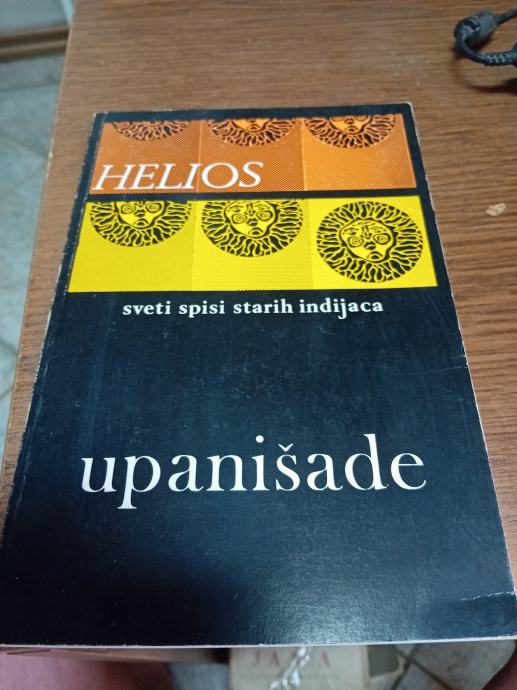 HELIOS
sveti spisi starih indijaca
upanišade